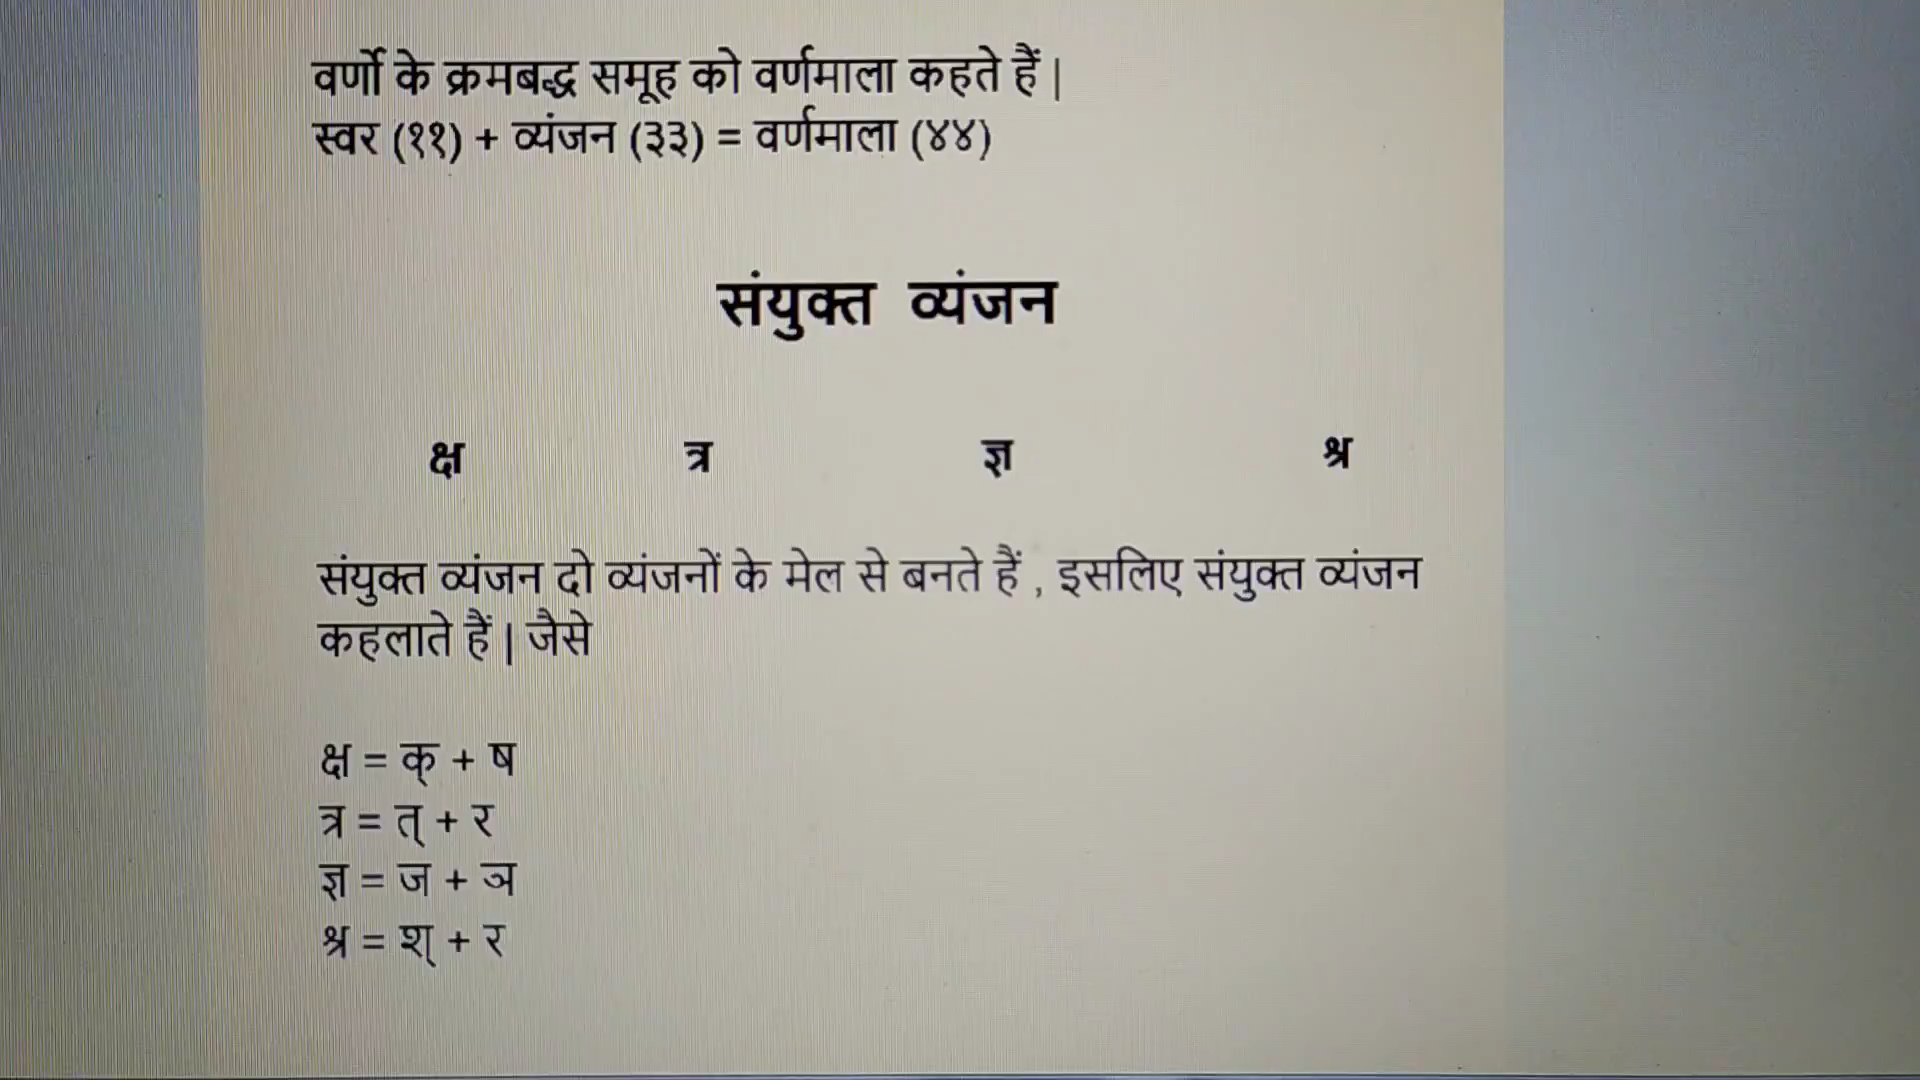 वर्णो के क्रमबद्ध समूह को वर्णमाला कहते हैं |
स्वर (११) + व्यंजन (३३) = वर्णमाला (४४)
संयुक्त व्यंजन
क्ष त्र ज्ञ श्र
संयुक्त व्यंजन दो व्यंजनों के मेल से बनते हैं , इसलिए संयुक्त व्यंजन
कहलाते हैं | जैसे
क्ष = क् + ष
त्र = त् + र
ज्ञ = ज + ञ
श्र = श् + र